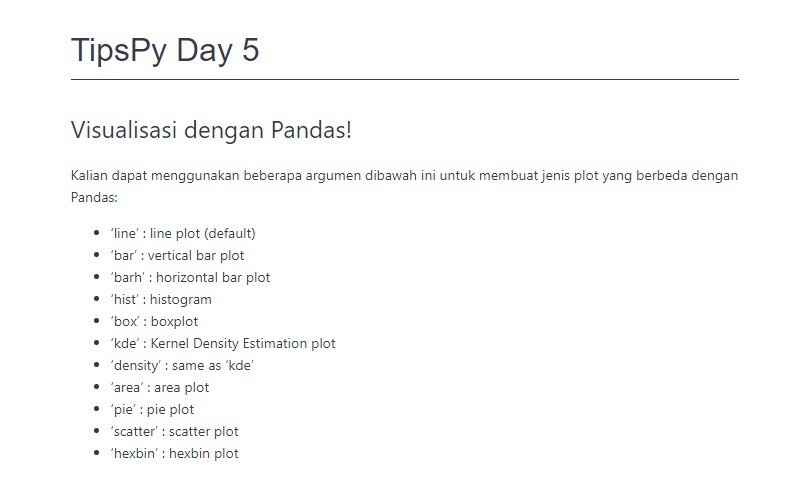 TipsPy Day 5
Visualisasi dengan Pandas!
Kalian dapat menggunakan beberapa argumen dibawah ini untuk membuat jenis plot yang berbeda dengan
Pandas:
• ‘line’ : line plot (default)
• ‘bar’ : vertical bar plot
• ‘barh’ : horizontal bar plot
• ‘hist’ : histogram
• ‘box’ : boxplot
• ‘kde’ : Kernel Density Estimation plot
• ‘density’ : same as ‘kde’
• ‘area’ : area plot
• ‘pie’ : pie plot
• ‘scatter’ : scatter plot
• ‘hexbin’ : hexbin plot